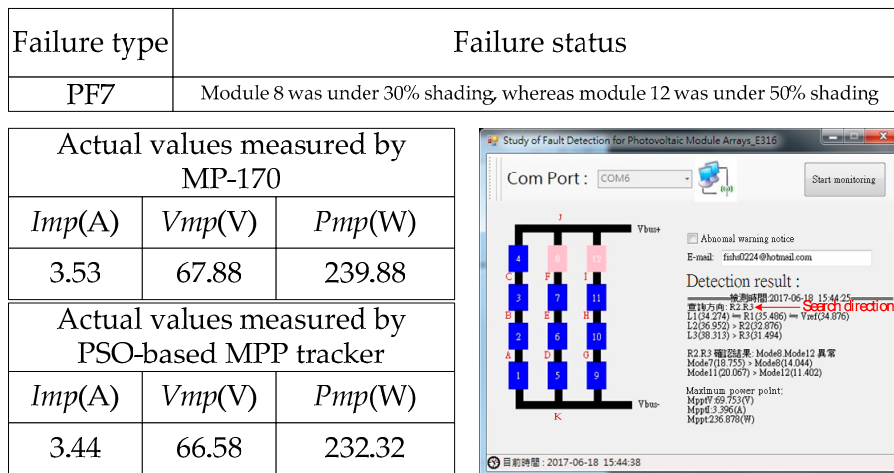 Failure type Failure status
PF7 Module 8 was under 30% shading, whereas module 12 was under 50% shading
Actual values measured by
MP-170
Imp(A) Vmp(V) Pmp(W)
3.53 67.88 239.88
Actual values measured by
PSO-based MPP tracker
Imp(A) Vmp(V) Pmp(W)
3.44 66.58 232.32
Study of Fault Detection for Photovoltaic Module Arrays_E316
Com Port : COM6
Start monitoring
J
Vbus+
4 8 12
C F I
3 7 11
B E H
2 6 10
A D G
1 5 9
Vbus-
K
Abnomal warning notice
E-mail: fishs0224@hotmail.com
Detection result :
檢測時間:2017-06-18 15:44:25
查詢方向: R2.R3 Search direction
L1(34.274) ≒ R1(35.486) ≒ Vref(34.876)
L2(36.952) > R2(32.876)
L3(38.313) > R3(31.494)
R2.R3 確認結果: Mode8.Mode12 異常
Mode7(18.755) > Mode8(14.044)
Mode11(20.067) > Mode12(11.402)
Maximum power point:
MpptV:69.753(V)
MpptI:3.396(A)
Mppt:236.878(W)
目前時間 : 2017-06-18 15:44:38